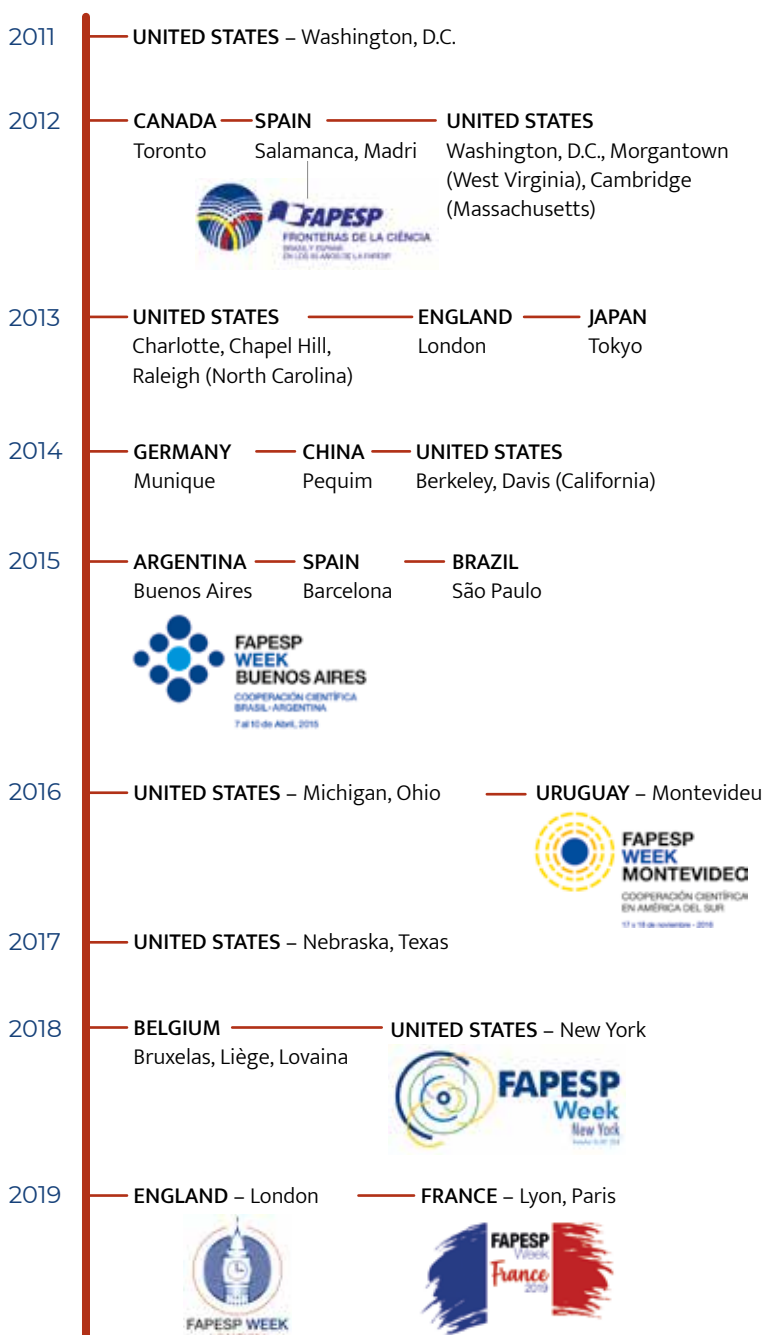 2011
UNITED STATES – Washington, D.C.
2012
CANADA
Toronto
SPAIN
Salamanca, Madri
UNITED STATES
Washington, D.C., Morgantown
(West Virginia), Cambridge
(Massachusetts)
FAPESP
FRONTERAS DE LA CIÊNCIA
2013
UNITED STATES
Charlotte, Chapel Hill,
Raleigh (North Carolina)
ENGLAND
London
JAPAN
Tokyo
2014
GERMANY
Munique
CHINA
Pequim
UNITED STATES
Berkeley, Davis (California)
2015
ARGENTINA
Buenos Aires
SPAIN
Barcelona
BRAZIL
São Paulo
FAPESP
WEEK
BUENOS AIRES
COOPERACIÓN CIENTÍFICA
BRASIL-ARGENTINA
7 al 10 de Abril, 2015
2016
UNITED STATES – Michigan, Ohio
URUGUAY – Montevideu
FAPESP
WEEK
MONTEVIDEO
COOPERACIÓN CIENTÍFICA
EN AMÉRICA DEL SUR
17 y 18 de noviembre - 2016
2017
UNITED STATES – Nebraska, Texas
2018
BELGIUM
Bruxelas, Liège, Lovaina
UNITED STATES – New York
FAPESP
Week
New York
2019
ENGLAND – London
FRANCE – Lyon, Paris
FAPESP WEEK
FAPESP
Week
France
2019